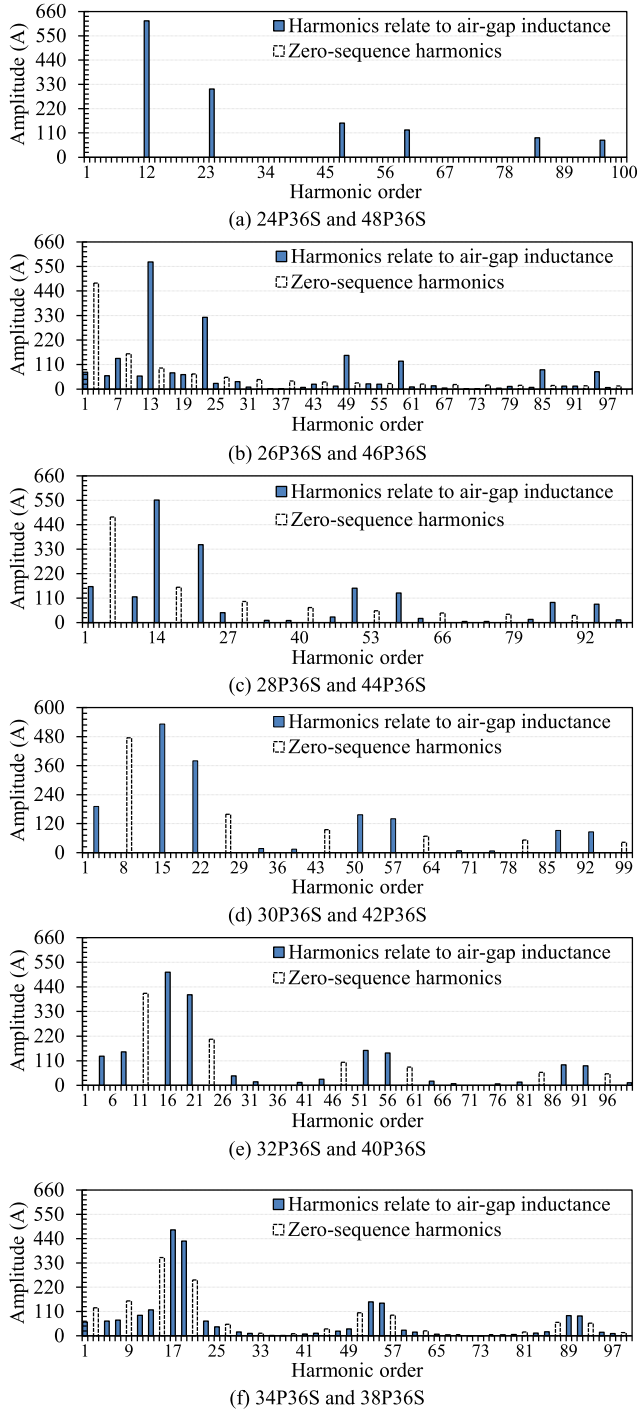 Amplitude (A)
660
550
440
330
220
110
0
Harmonics relate to air-gap inductance
Zero-sequence harmonics
1 12 23 34 45 56 67 78 89 100
Harmonic order
(a) 24P36S and 48P36S
Amplitude (A)
660
550
440
330
220
110
0
Harmonics relate to air-gap inductance
Zero-sequence harmonics
1 7 13 19 25 31 37 43 49 55 61 67 73 79 85 91 97
Harmonic order
(b) 26P36S and 46P36S
Amplitude (A)
660
550
440
330
220
110
0
Harmonics relate to air-gap inductance
Zero-sequence harmonics
1 14 27 40 53 66 79 92
Harmonic order
(c) 28P36S and 44P36S
Amplitude (A)
600
480
360
240
120
0
Harmonics relate to air-gap inductance
Zero-sequence harmonics
1 8 15 22 29 36 43 50 57 64 71 78 85 92 99
Harmonic order
(d) 30P36S and 42P36S
Amplitude (A)
660
550
440
330
220
110
0
Harmonics relate to air-gap inductance
Zero-sequence harmonics
1 6 11 16 21 26 31 36 41 46 51 56 61 66 71 76 81 86 91 96
Harmonic order
(e) 32P36S and 40P36S
Amplitude (A)
660
550
440
330
220
110
0
Harmonics relate to air-gap inductance
Zero-sequence harmonics
1 9 17 25 33 41 49 57 65 73 81 89 97
Harmonic order
(f) 34P36S and 38P36S